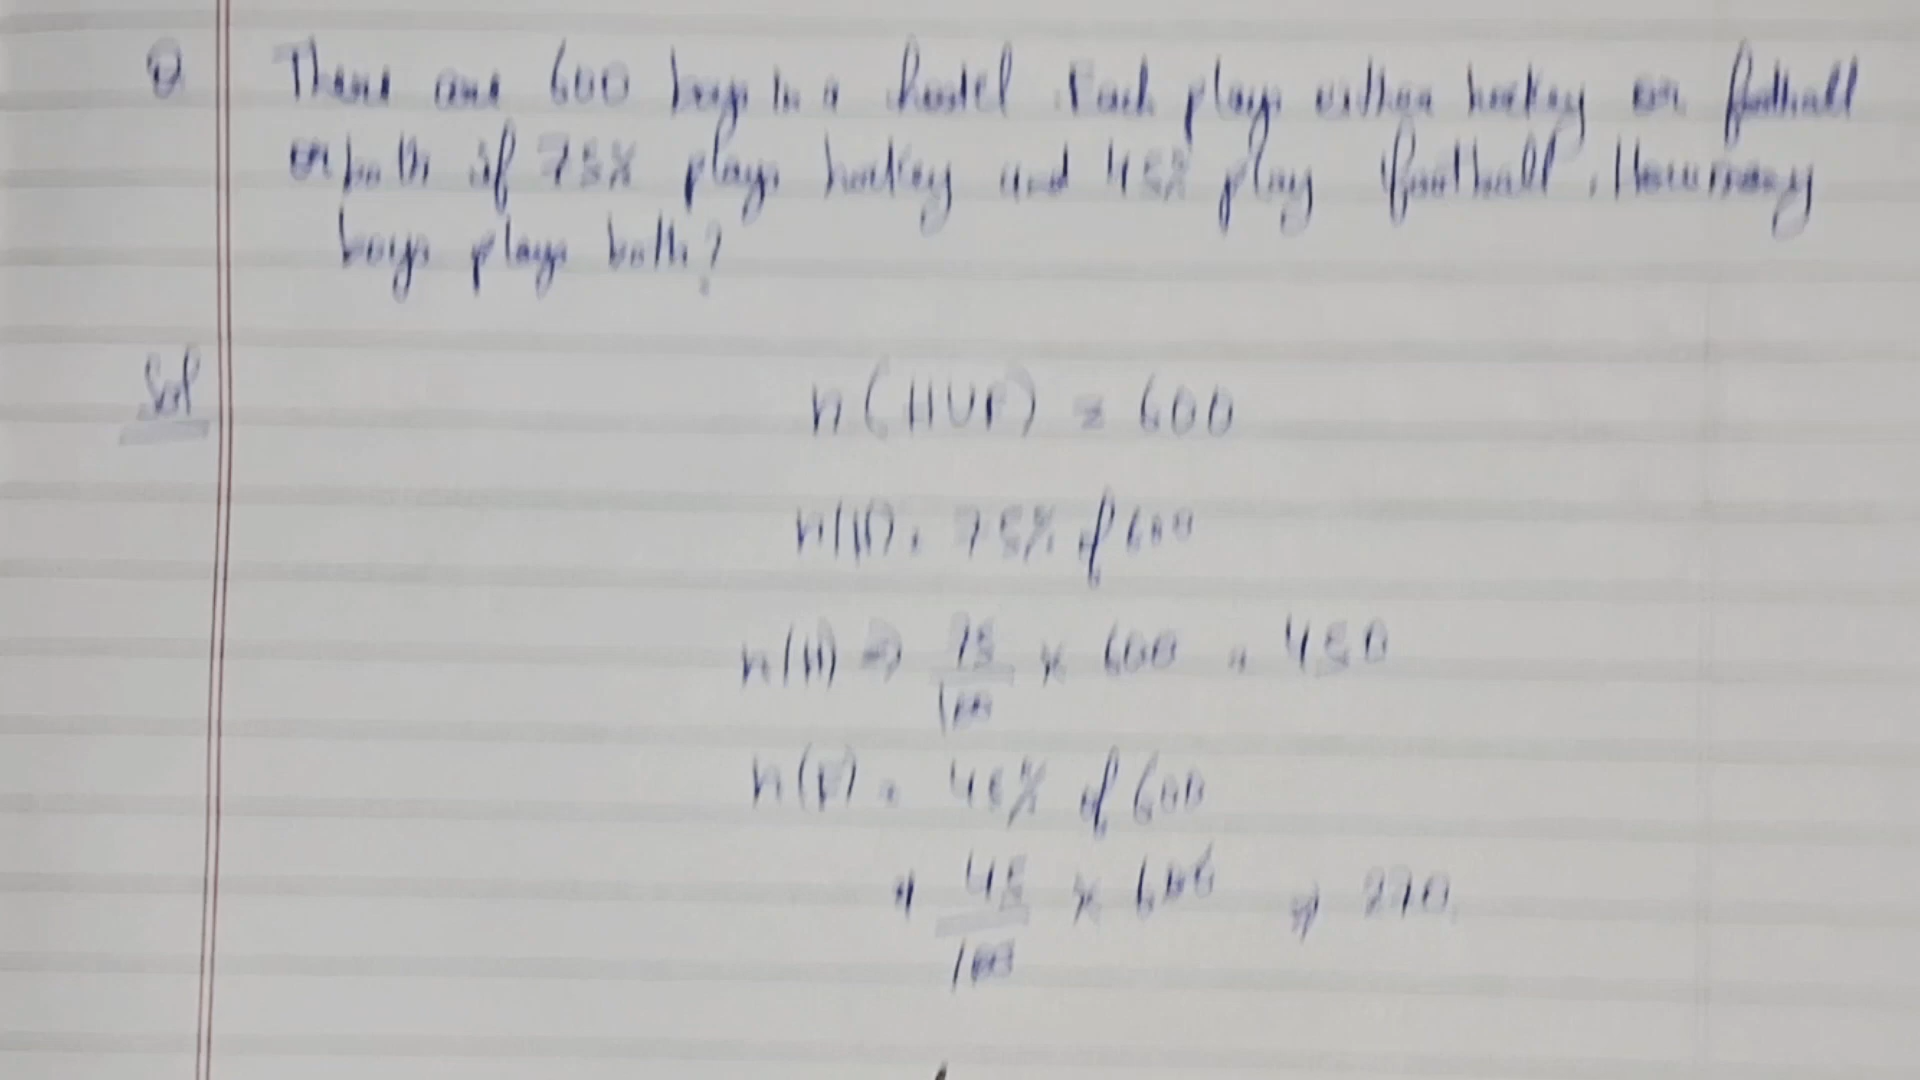 Q There are 600 boys in a hostel. Each plays either hockey or football
or both if 75% plays hockey and 45% play football. How many
boys plays both?
Sol n(HUF) = 600
n(H) = 75% of 600
n(H) ⇒ 75/100 × 600 = 450
n(F) = 45% of 600
⇒ 45/100 × 600 ⇒ 270